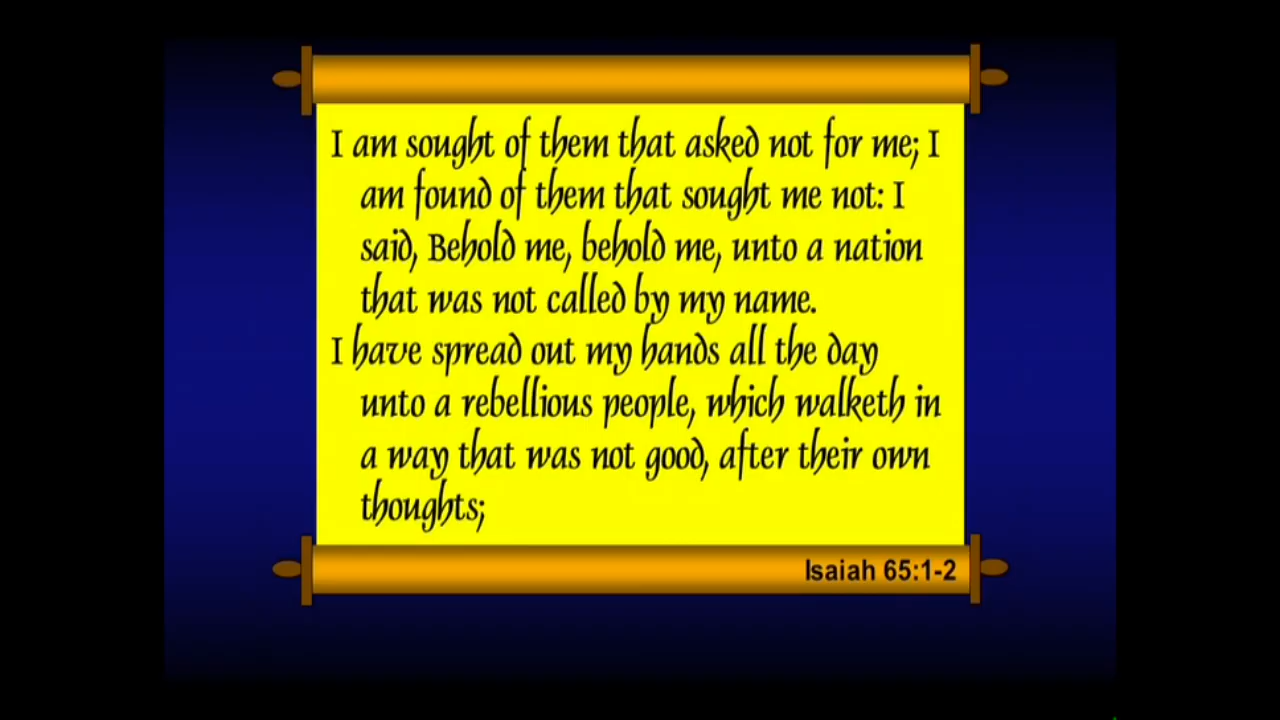 I am sought of them that asked not for me; I
am found of them that sought me not: I
said, Behold me, behold me, unto a nation
that was not called by my name.
I have spread out my hands all the day
unto a rebellious people, which walketh in
a way that was not good, after their own
thoughts;
Isaiah 65:1-2